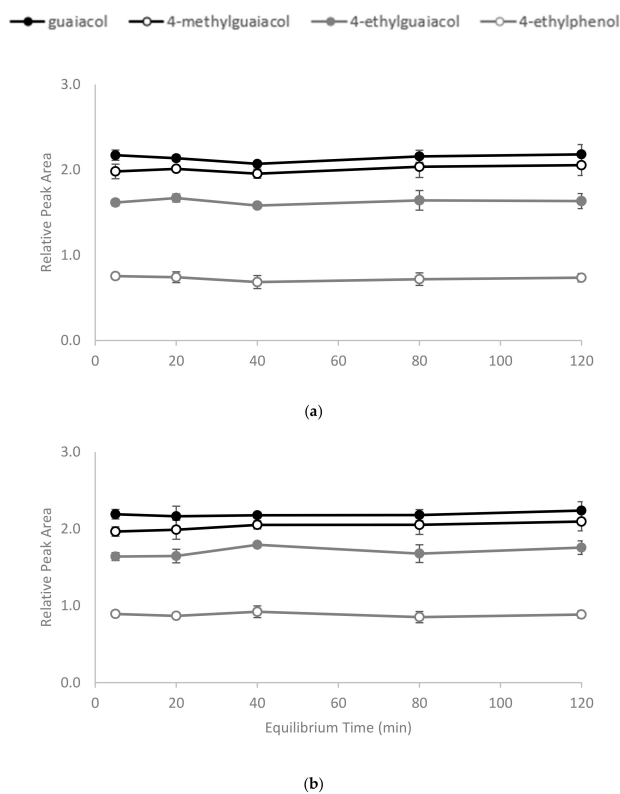 guaiacol 4-methylguaiacol 4-ethylguaiacol 4-ethylphenol
3.0
2.0
1.0
0.0
Relative Peak Area
0 20 40 60 80 100 120
(a)
3.0
2.0
1.0
0.0
Relative Peak Area
0 20 40 60 80 100 120
Equilibrium Time (min)
(b)